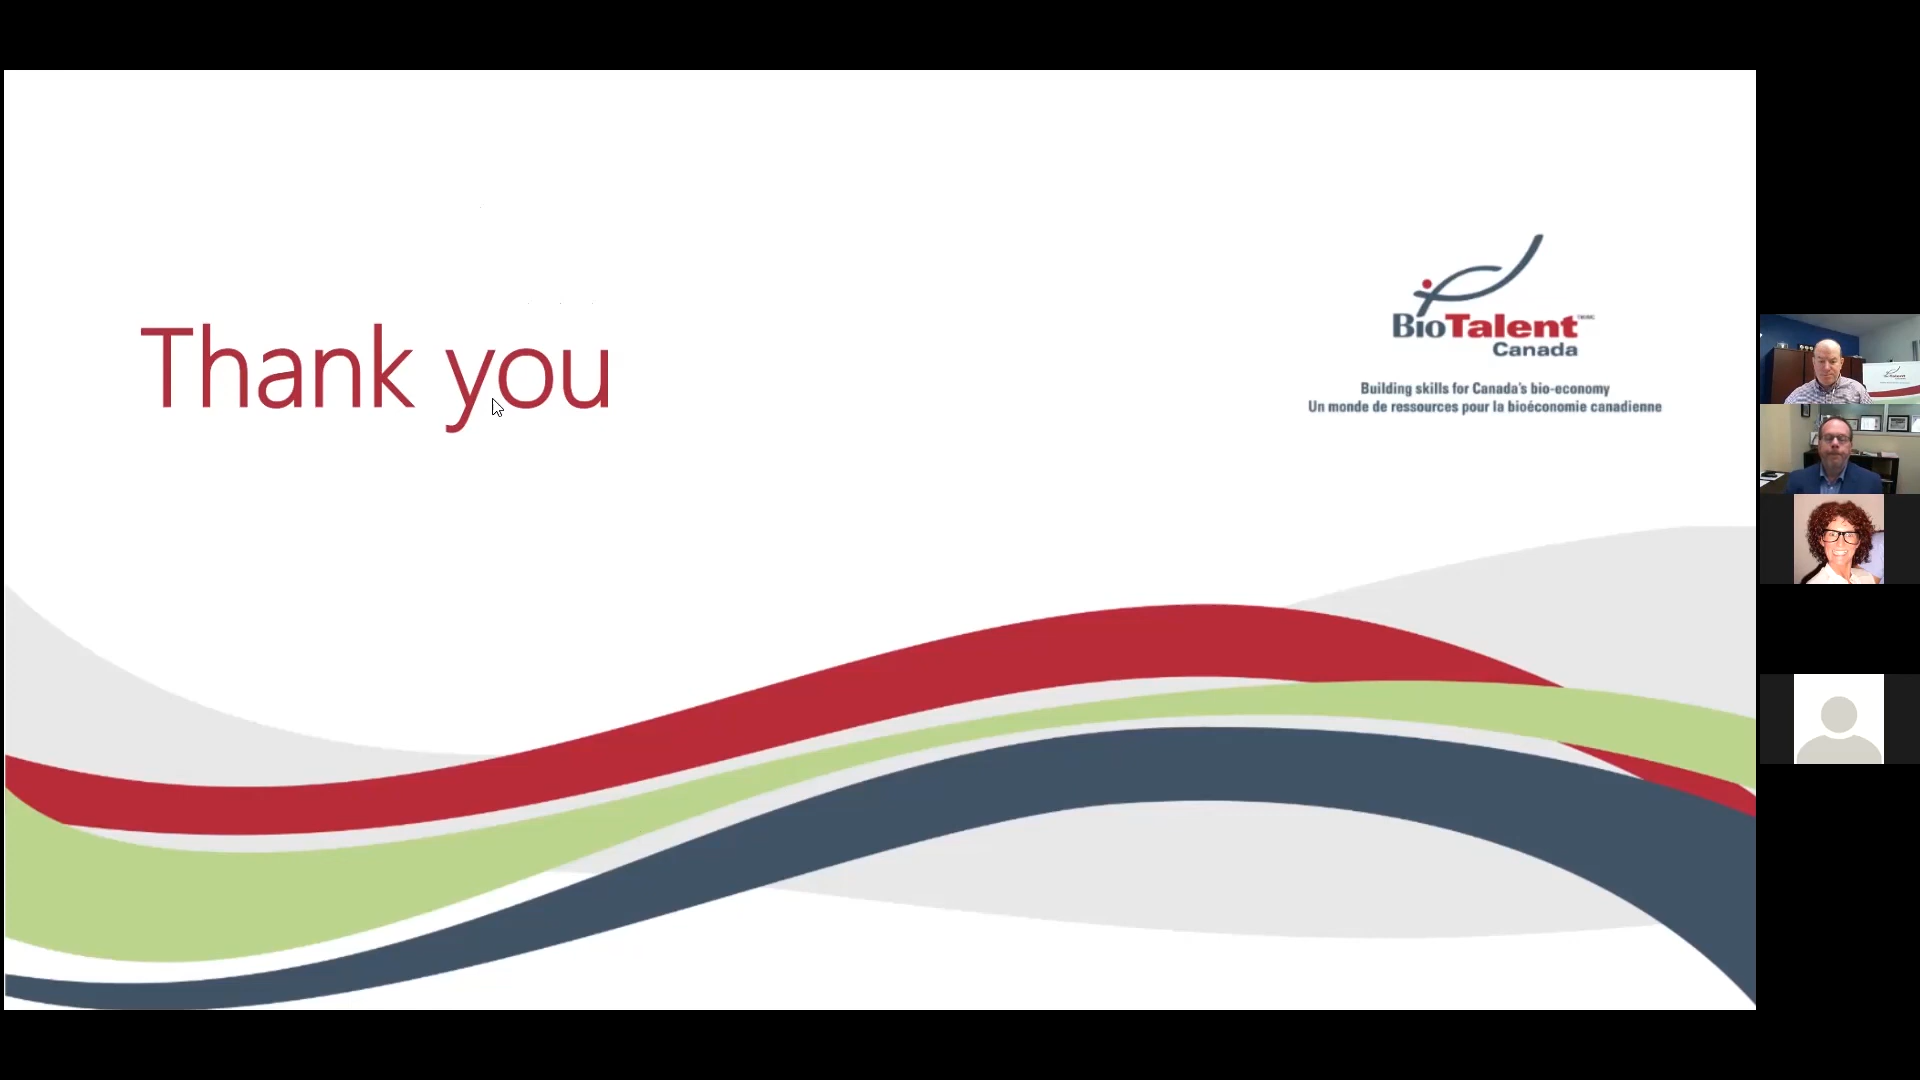 Thank you
BioTalent
Canada
Building skills for Canada's bio-economy
Un monde de ressources pour la bioéconomie canadienne